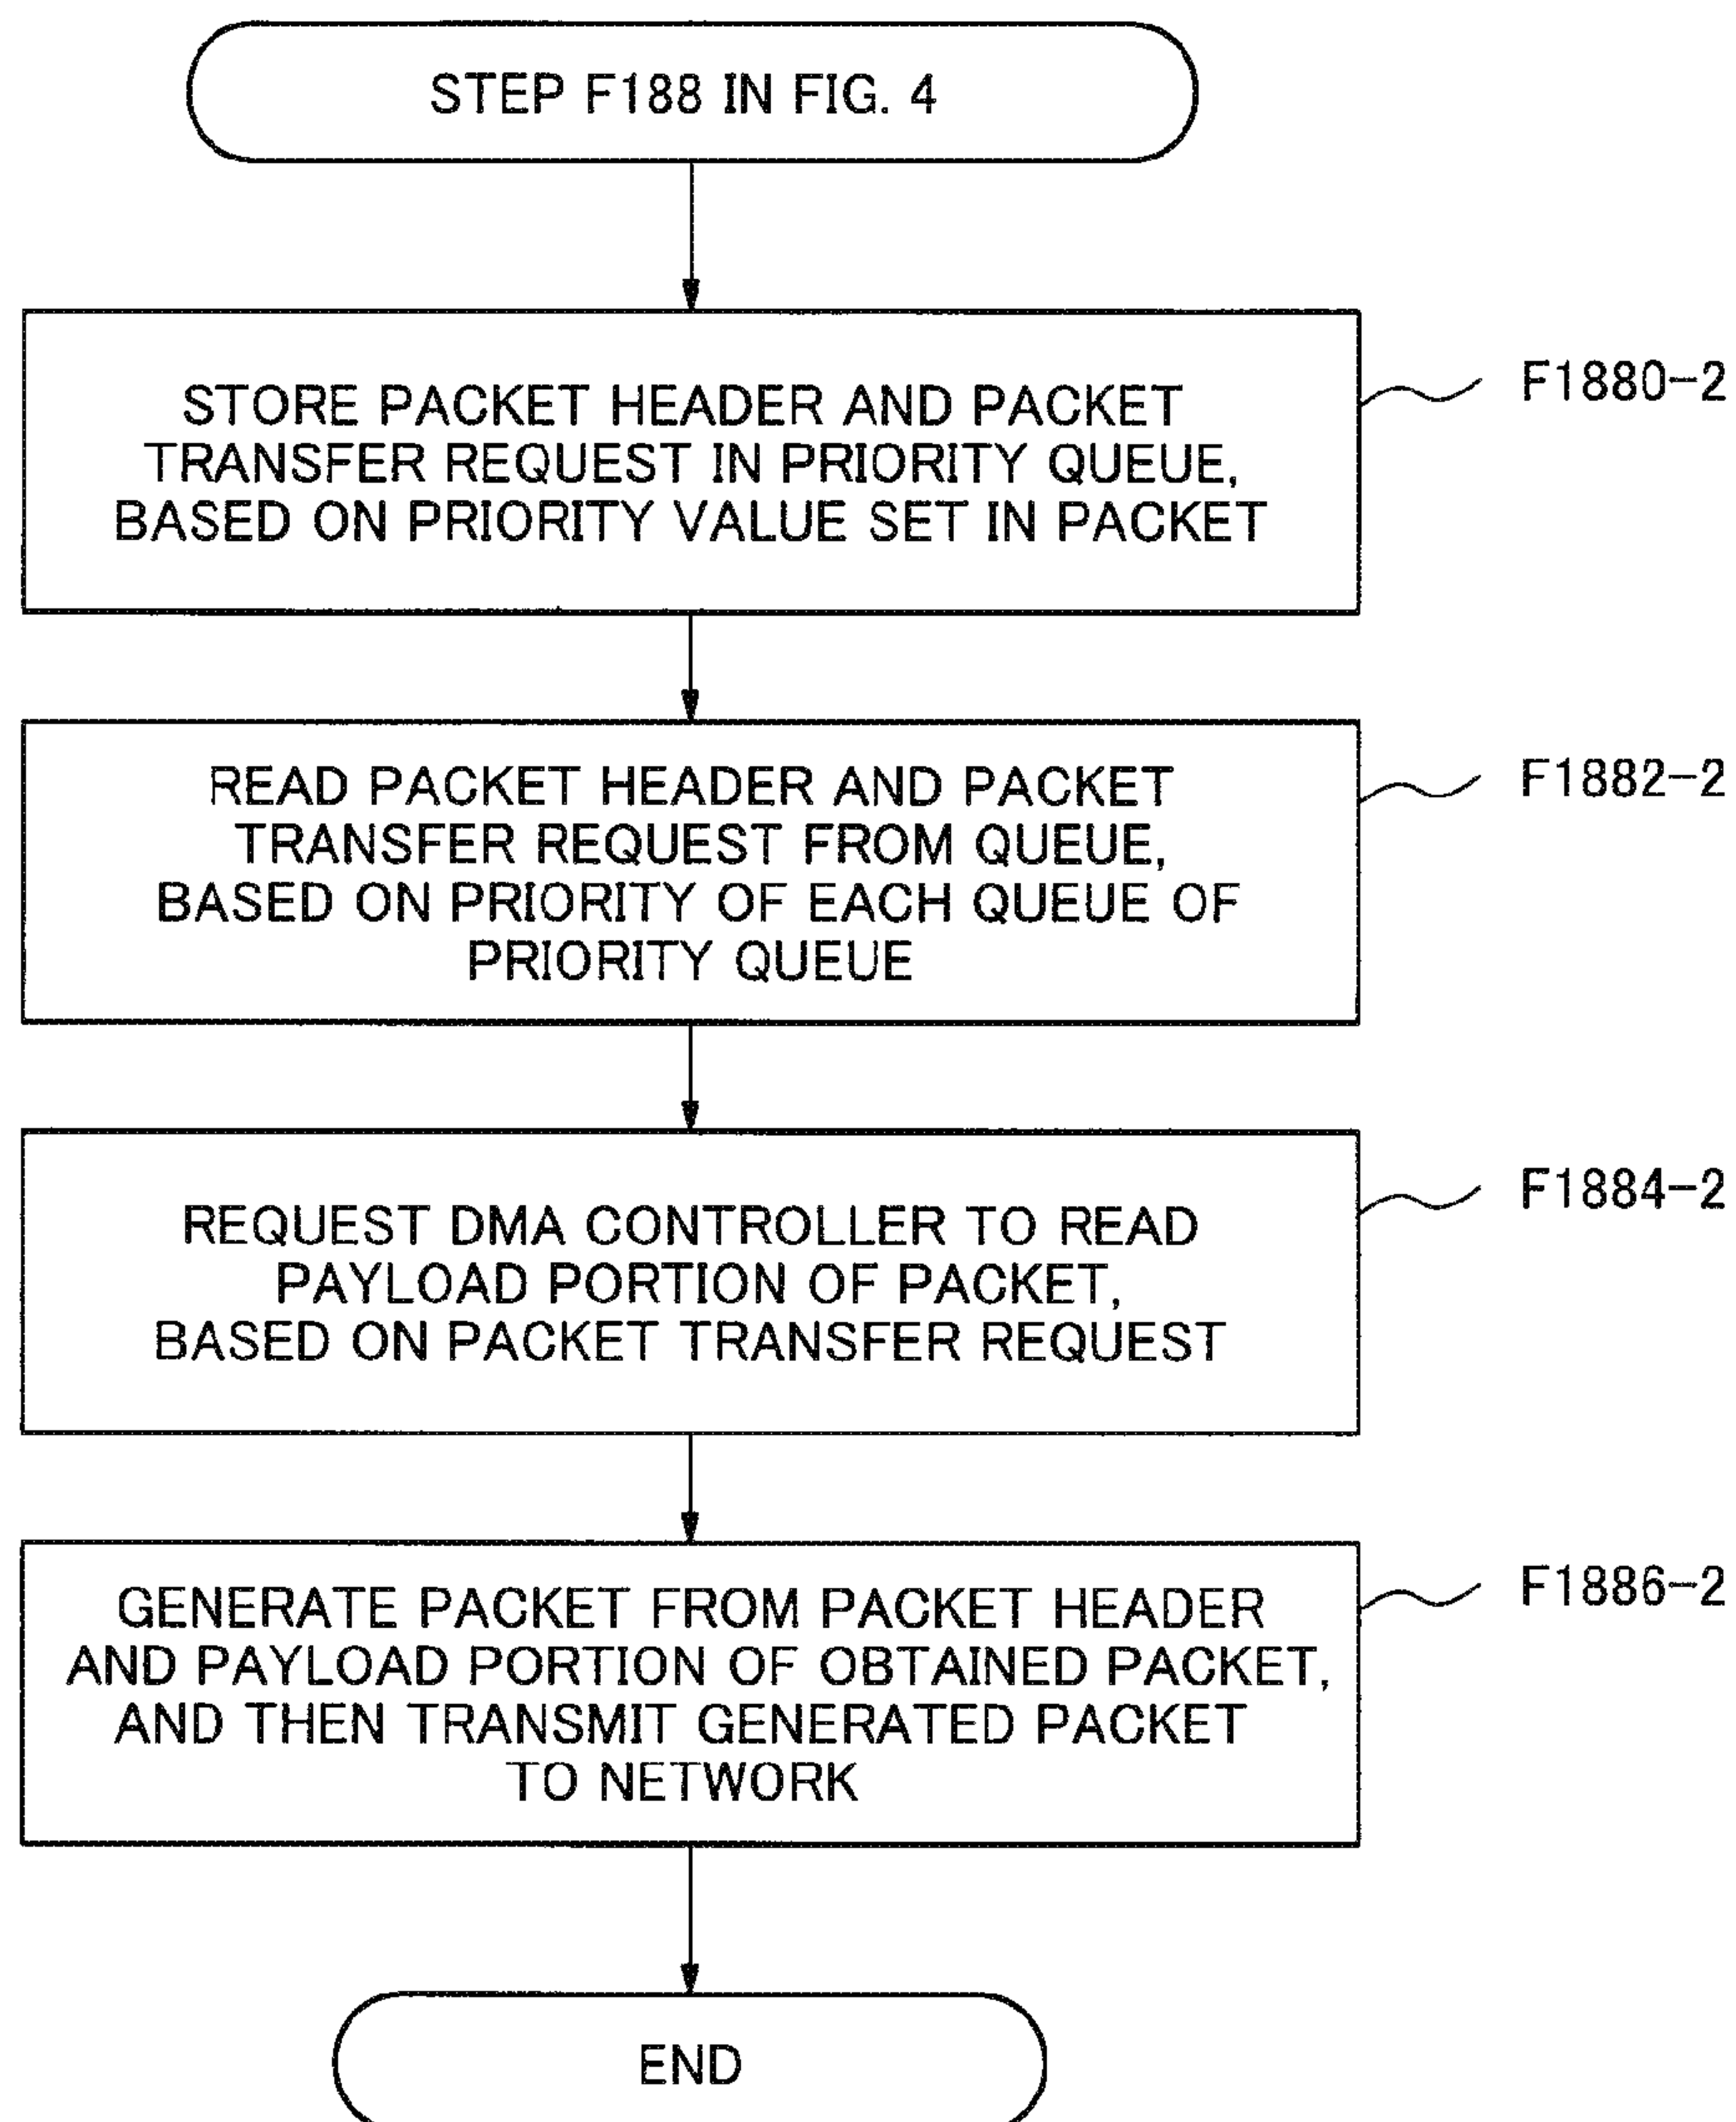 STEP F188 IN FIG. 4
STORE PACKET HEADER AND PACKET
TRANSFER REQUEST IN PRIORITY QUEUE,
BASED ON PRIORITY VALUE SET IN PACKET
F1880-2
READ PACKET HEADER AND PACKET
TRANSFER REQUEST FROM QUEUE,
BASED ON PRIORITY OF EACH QUEUE OF
PRIORITY QUEUE
F1882-2
REQUEST DMA CONTROLLER TO READ
PAYLOAD PORTION OF PACKET,
BASED ON PACKET TRANSFER REQUEST
F1884-2
GENERATE PACKET FROM PACKET HEADER
AND PAYLOAD PORTION OF OBTAINED PACKET,
AND THEN TRANSMIT GENERATED PACKET
TO NETWORK
F1886-2
END